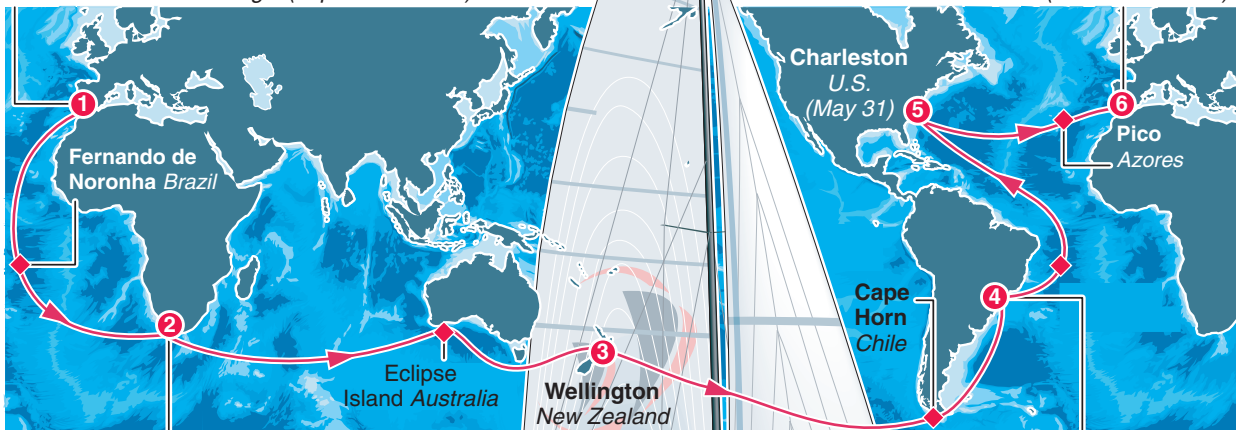 Charleston
U.S.
(May 31)
1
5
6
Fernando de
Noronha Brazil
Pico
Azores
2
3
4
Cape
Horn
Chile
Eclipse
Island Australia
Wellington
New Zealand